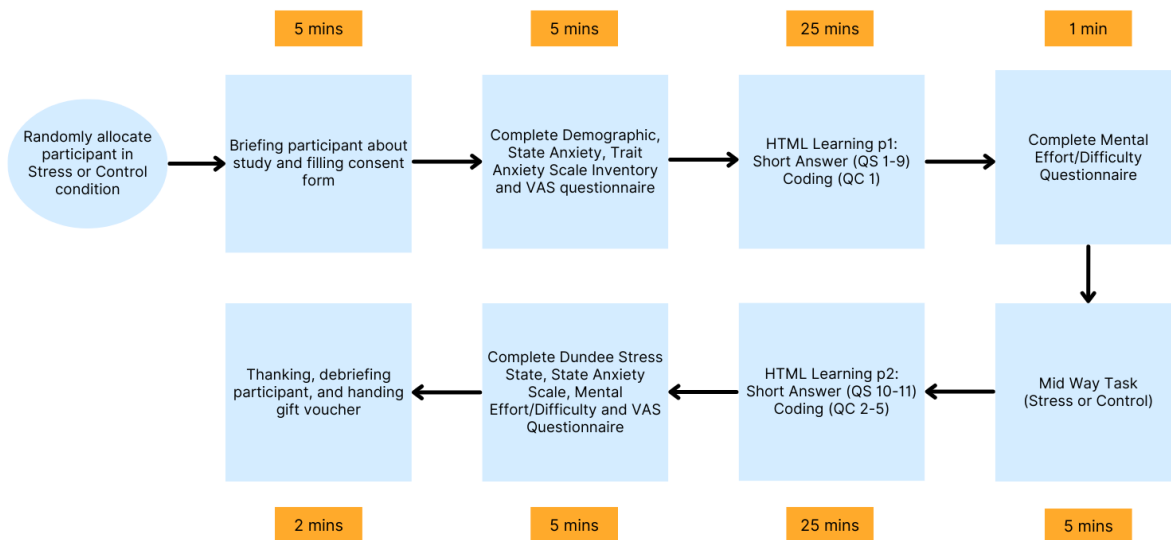 5 mins
5 mins
25 mins
1 min
Randomly allocate
participant in
Stress or Control
condition
Briefing participant about
study and filling consent
form
Complete Demographic,
State Anxiety, Trait
Anxiety Scale Inventory
and VAS questionnaire
HTML Learning p1:
Short Answer (QS 1-9)
Coding (QC 1)
Complete Mental
Effort/Difficulty
Questionnaire
Mid Way Task
(Stress or Control)
HTML Learning p2:
Short Answer (QS 10-11)
Coding (QC 2-5)
Complete Dundee Stress
State, State Anxiety
Scale, Mental
Effort/Difficulty and VAS
Questionnaire
Thanking, debriefing
participant, and handing
gift voucher
2 mins
5 mins
25 mins
5 mins